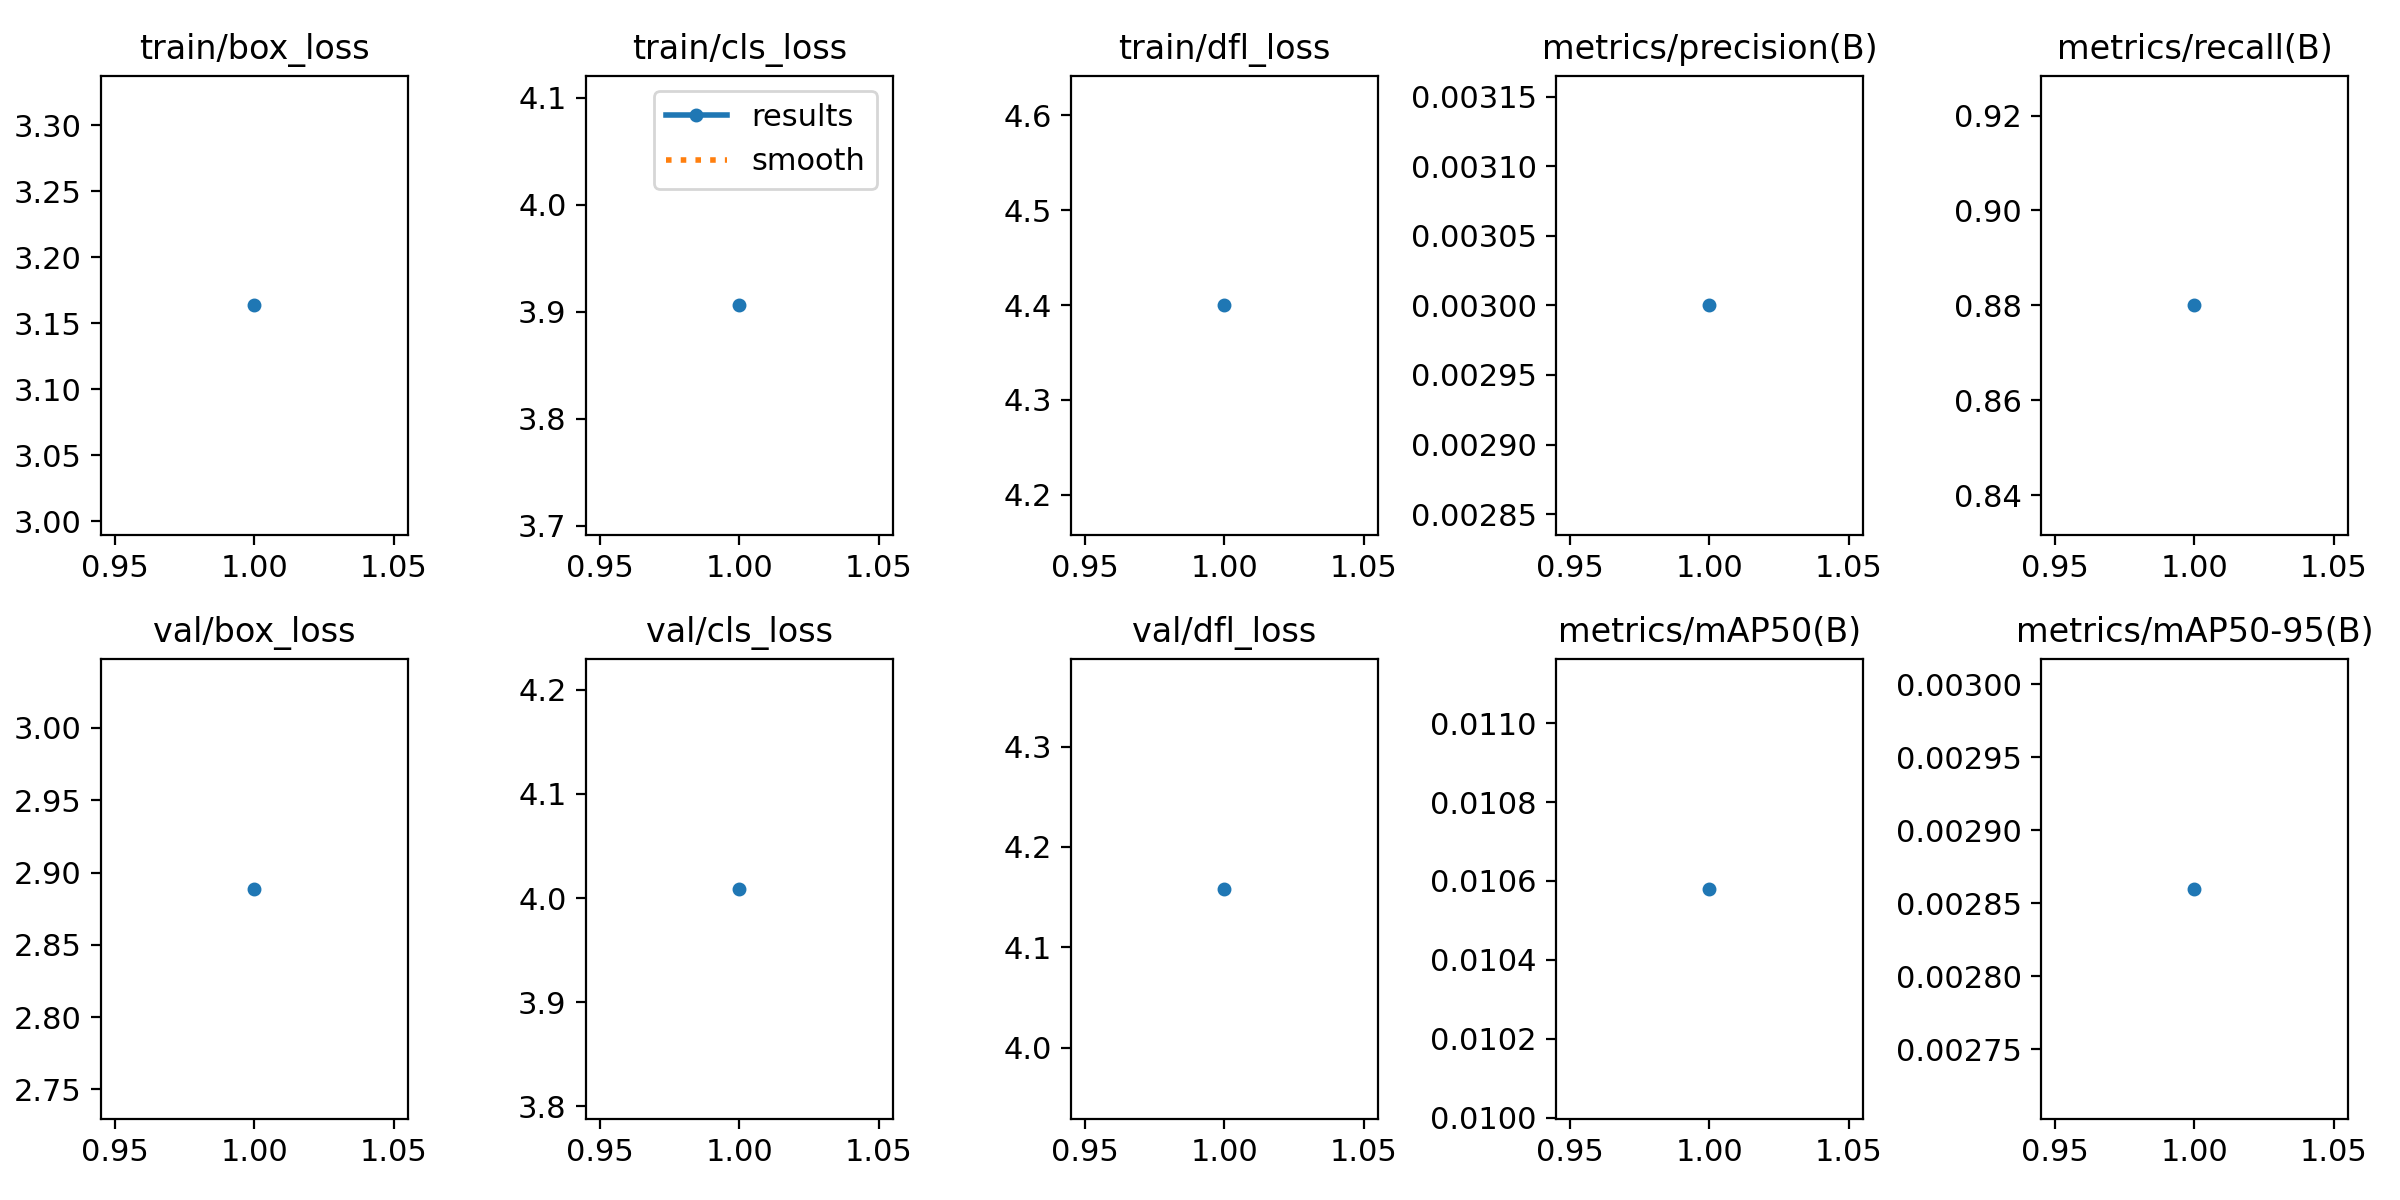 train/box_loss
3.30
3.25
3.20
3.15
3.10
3.05
3.00
0.95 1.00 1.05
train/cls_loss
results
smooth
4.1
4.0
3.9
3.8
3.7
0.95 1.00 1.05
train/dfl_loss
4.6
4.5
4.4
4.3
4.2
0.95 1.00 1.05
metrics/precision(B)
0.00315
0.00310
0.00305
0.00300
0.00295
0.00290
0.00285
0.95 1.00 1.05
metrics/recall(B)
0.92
0.90
0.88
0.86
0.84
0.95 1.00 1.05
val/box_loss
3.00
2.95
2.90
2.85
2.80
2.75
0.95 1.00 1.05
val/cls_loss
4.2
4.1
4.0
3.9
3.8
0.95 1.00 1.05
val/dfl_loss
4.3
4.2
4.1
4.0
0.95 1.00 1.05
metrics/mAP50(B)
0.0110
0.0108
0.0106
0.0104
0.0102
0.0100
0.95 1.00 1.05
metrics/mAP50-95(B)
0.00300
0.00295
0.00290
0.00285
0.00280
0.00275
0.95 1.00 1.05